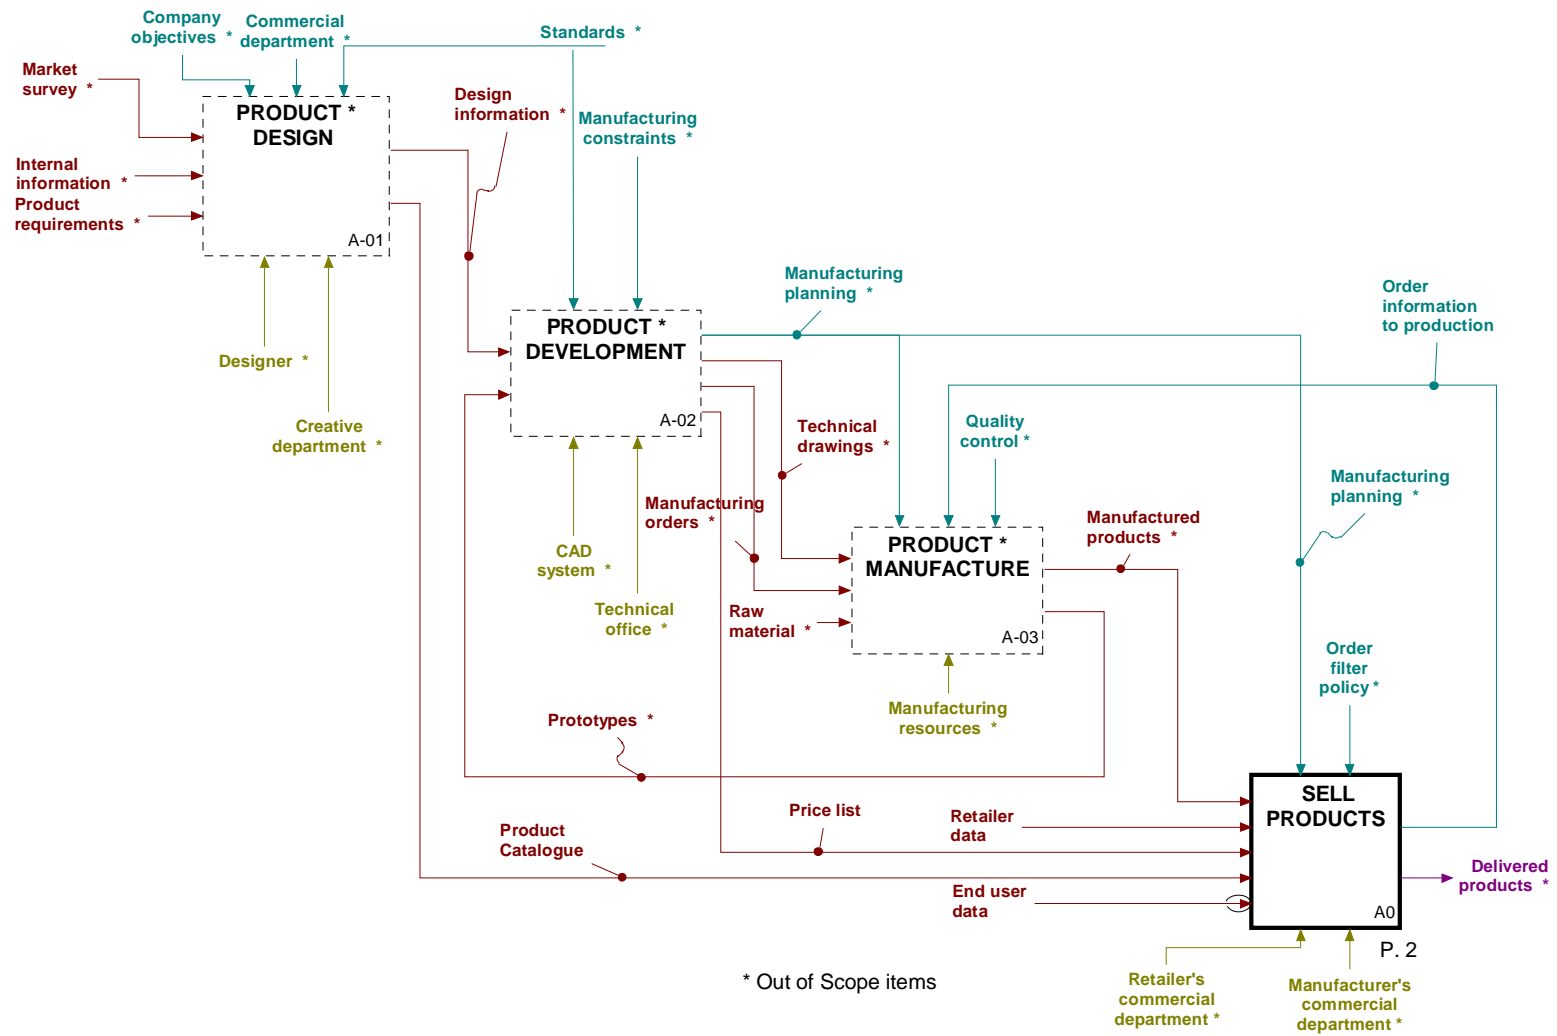 Company
objectives *
Commercial
department *
Standards *
Market
survey *
Internal
information *
Product
requirements *
PRODUCT *
DESIGN
A-01
Design
information *
Manufacturing
constraints *
Designer *
Creative
department *
PRODUCT *
DEVELOPMENT
A-02
Manufacturing
planning *
Order
information
to production
Technical
drawings *
Quality
control *
Manufacturing
orders *
CAD
system *
Technical
office *
Raw
material *
PRODUCT *
MANUFACTURE
A-03
Manufactured
products *
Manufacturing
planning *
Manufacturing
resources *
Order
filter
policy *
Prototypes *
Price list
Product
Catalogue
Retailer
data
End user
data
SELL
PRODUCTS
A0
P. 2
Delivered
products *
Retailer's
commercial
department *
Manufacturer's
commercial
department *
* Out of Scope items